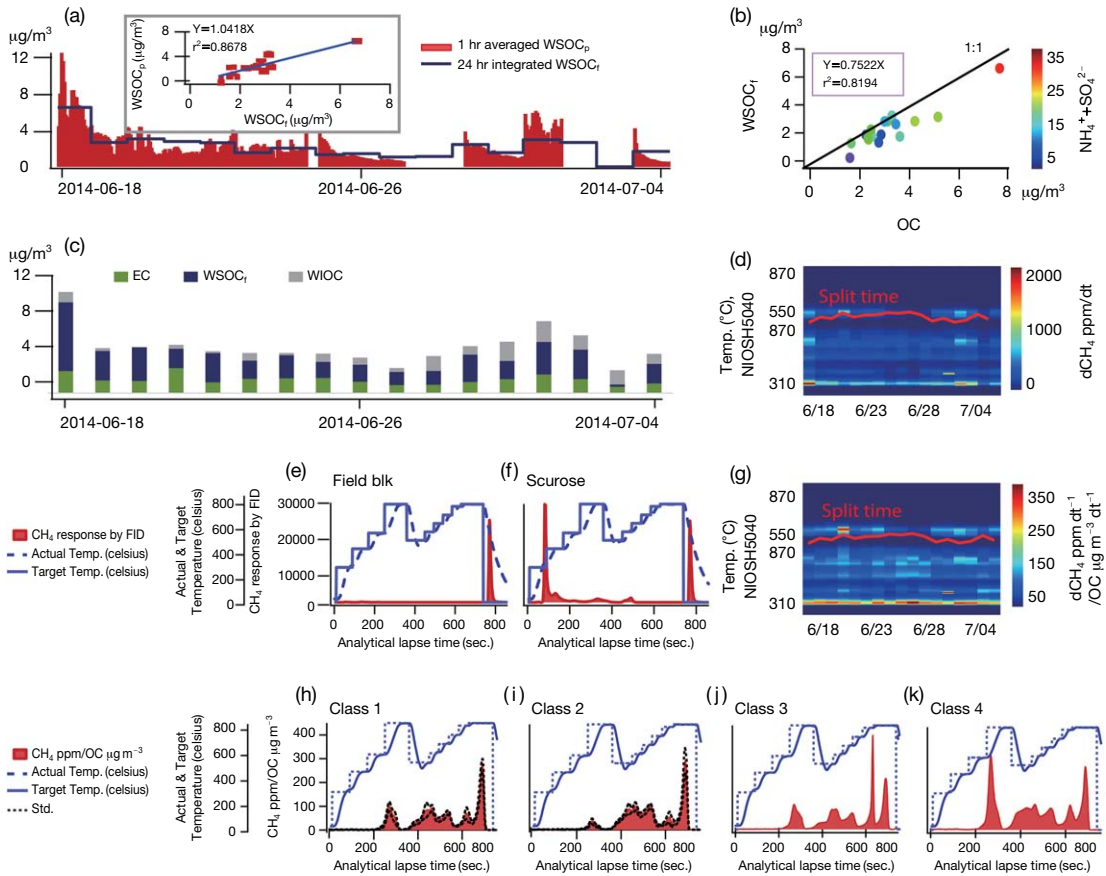 (a)
μg/m³
12
8
4
0
Y=1.0418X
r²=0.8678
WSOCp (μg/m³)
8
6
4
2
0
0 2 4 6 8
WSOCf (μg/m³)
1 hr averaged WSOCp
24 hr integrated WSOCf
2014-06-18 2014-06-26 2014-07-04
(b)
μg/m³
8
6
4
2
0
WSOCf
Y=0.7522X
r²=0.8194
1:1
0 2 4 6 8 μg/m³
OC
35
25
15
5
NH₄⁺+SO₄²⁻
(c)
μg/m³
12
8
4
0
EC WSOCf WIOC
2014-06-18 2014-06-26 2014-07-04
(d)
Temp. (°C),
NIOSH5040
870
550
870
310
Split time
6/18 6/23 6/28 7/04
2000
1000
0
dCH₄ ppm/dt
CH₄ response by FID
Actual Temp. (celsius)
Target Temp. (celsius)
Actual & Target
Temperature (celsius)
800
600
400
200
0
CH₄ response by FID
(e)
Field blk
30000
20000
10000
0
0 200 400 600 800
Analytical lapse time (sec.)
(f)
Scurose
0 200 400 600 800
Analytical lapse time (sec.)
(g)
Temp. (°C)
NIOSH5040
870
550
870
310
Split time
6/18 6/23 6/28 7/04
350
250
150
50
dCH₄ ppm dt⁻¹
/OC μg m⁻³ dt⁻¹
CH₄ ppm/OC μg m⁻³
Actual Temp. (celsius)
Target Temp. (celsius)
Std.
Actual & Target
Temperature (celsius)
800
600
400
200
0
CH₄ ppm/OC μg m⁻³
(h)
Class 1
400
300
200
100
0
0 200 400 600 800
Analytical lapse time (sec.)
(i)
Class 2
0 200 400 600 800
Analytical lapse time (sec.)
(j)
Class 3
0 200 400 600 800
Analytical lapse time (sec.)
(k)
Class 4
0 200 400 600 800
Analytical lapse time (sec.)